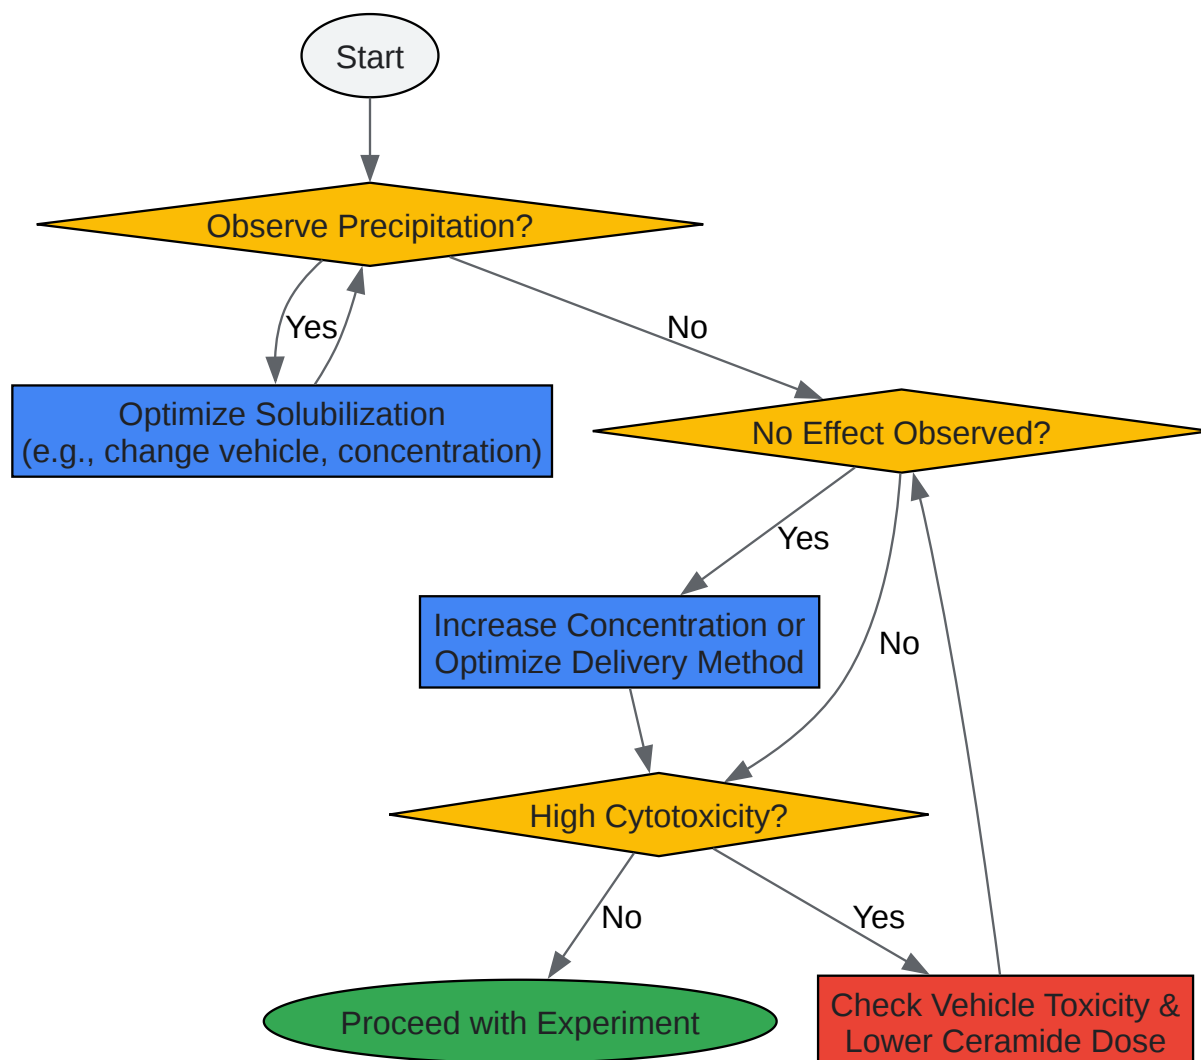 Start
Observe Precipitation?
Yes
No
Optimize Solubilization
(e.g., change vehicle, concentration)
No Effect Observed?
Yes
Increase Concentration or
Optimize Delivery Method
No
High Cytotoxicity?
No
Yes
Proceed with Experiment
Check Vehicle Toxicity &
Lower Ceramide Dose